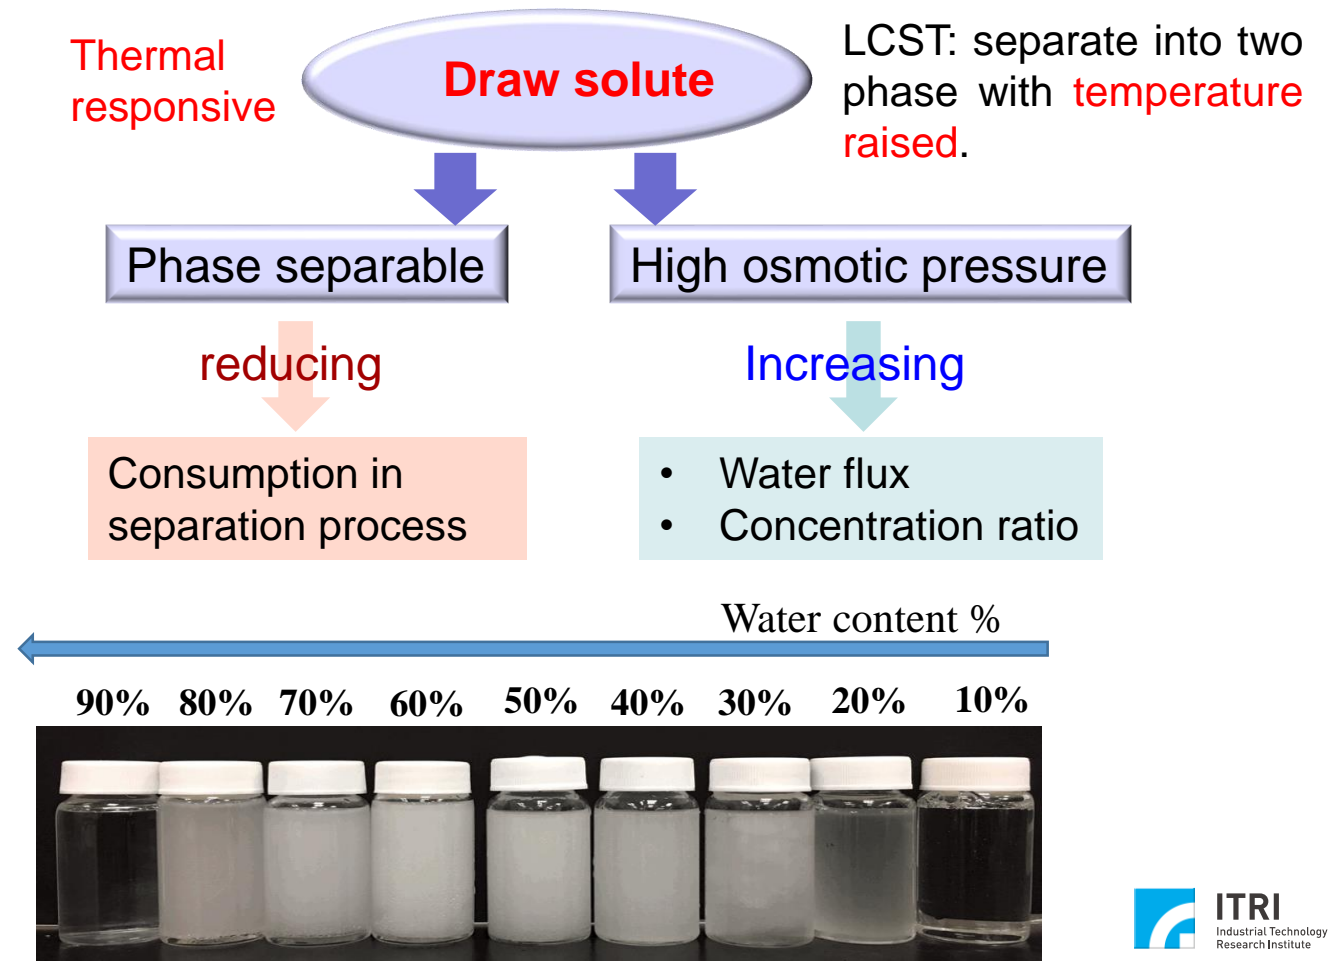 Thermal
responsive
Draw solute
LCST: separate into two
phase with temperature
raised.
Phase separable
High osmotic pressure
reducing
Increasing
Consumption in
separation process
• Water flux
• Concentration ratio
Water content %
90% 80% 70% 60% 50% 40% 30% 20% 10%
ITRI
Industrial Technology
Research Institute